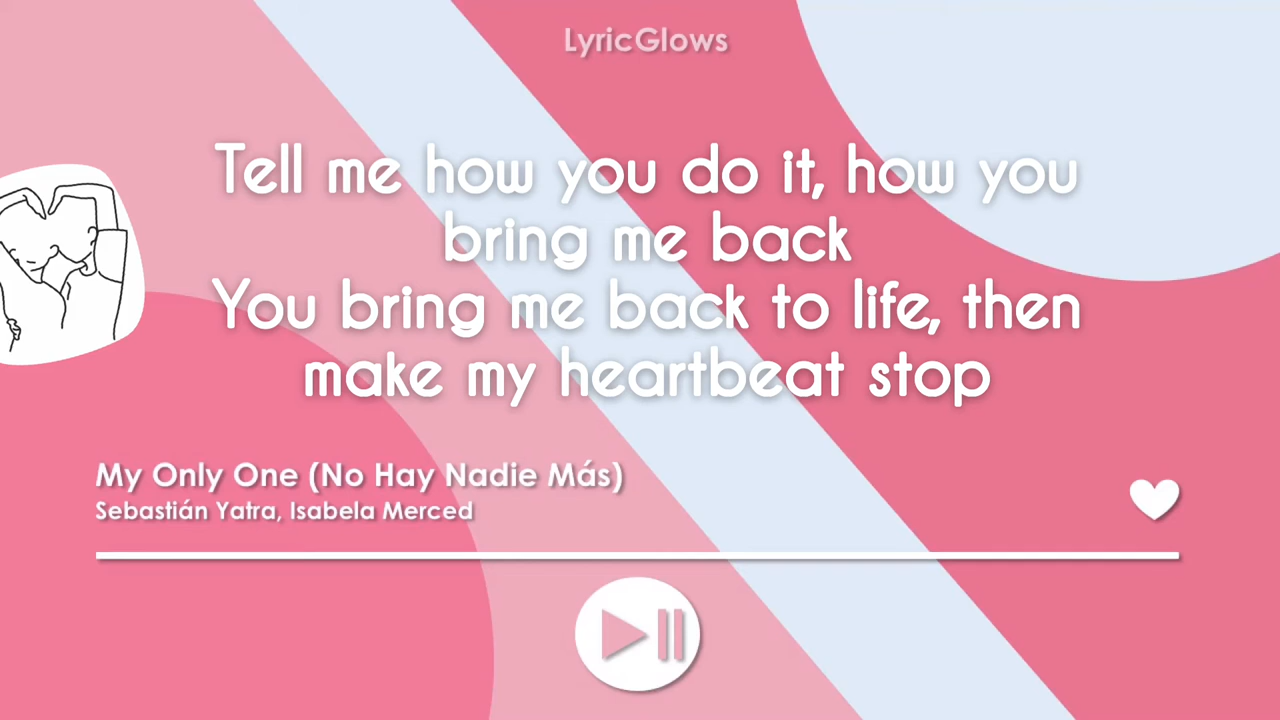 LyricGlows
Tell me how you do it, how you
bring me back
You bring me back to life, then
make my heartbeat stop
My Only One (No Hay Nadie Más)
Sebastián Yatra, Isabela Merced